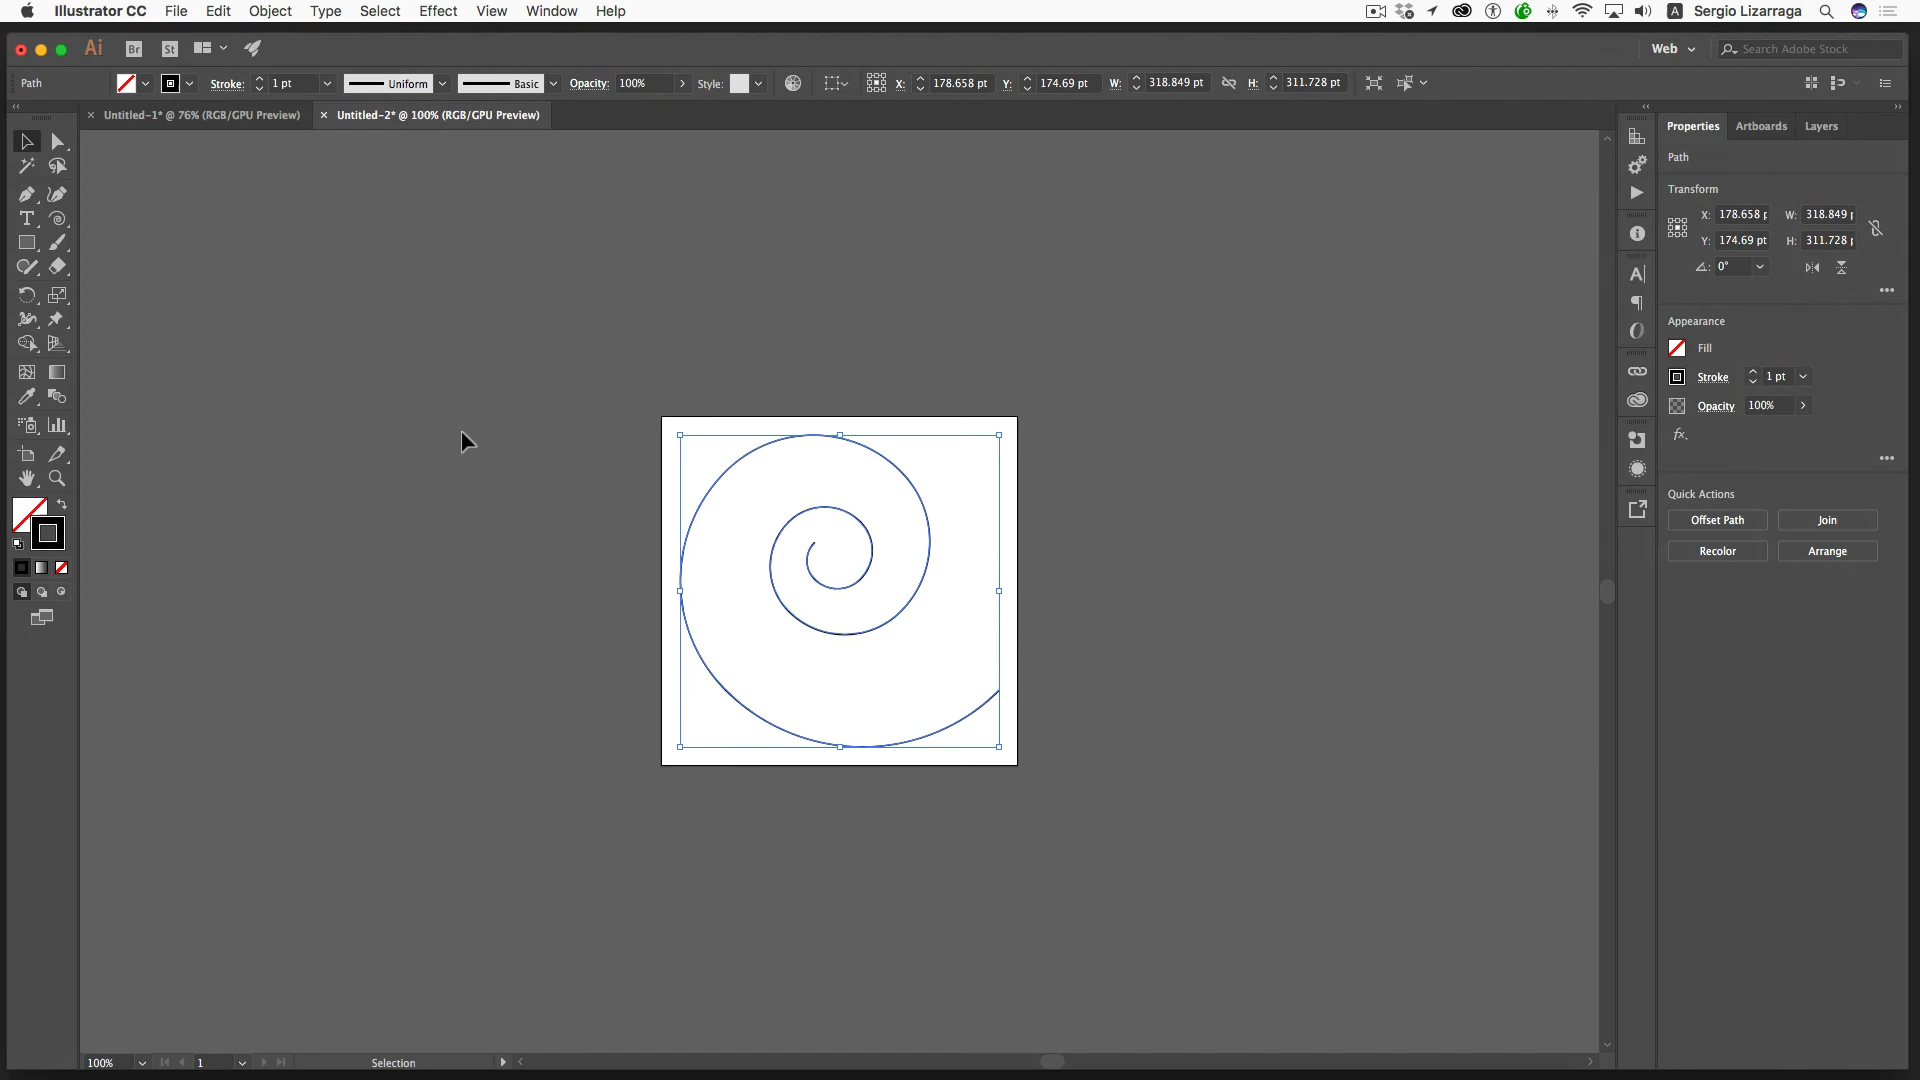 Illustrator CC File Edit Object Type Select Effect View Window Help A Sergio Lizarraga
Ai Br St Web Search Adobe Stock
Path Stroke: 1 pt Uniform Basic Opacity: 100% Style: X: 178.658 pt Y: 174.69 pt W: 318.849 pt H: 311.728 pt
Untitled-1* @ 76% (RGB/GPU Preview) Untitled-2* @ 100% (RGB/GPU Preview)
Properties Artboards Layers
Path
Transform
X: 178.658 p W: 318.849 p
Y: 174.69 pt H: 311.728 p
0°
Appearance
Fill
Stroke 1 pt
Opacity 100%
fx.
Quick Actions
Offset Path Join
Recolor Arrange
100% 1 Selection